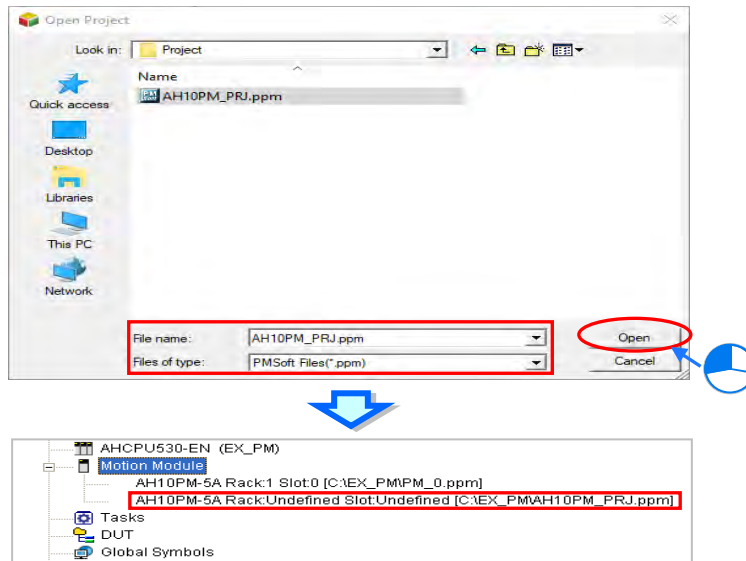 Open Project
Look in: Project
Name
AH10PM_PRJ.ppm
Quick access
Desktop
Libraries
This PC
Network
File name: AH10PM_PRJ.ppm Open
Files of type: PMSoft Files(*.ppm) Cancel
AHCPU530-EN (EX_PM)
Motion Module
AH10PM-5A Rack:1 Slot:0 [C:\EX_PM\PM_0.ppm]
AH10PM-5A Rack:Undefined Slot:Undefined [C:\EX_PM\AH10PM_PRJ.ppm]
Tasks
DUT
Global Symbols